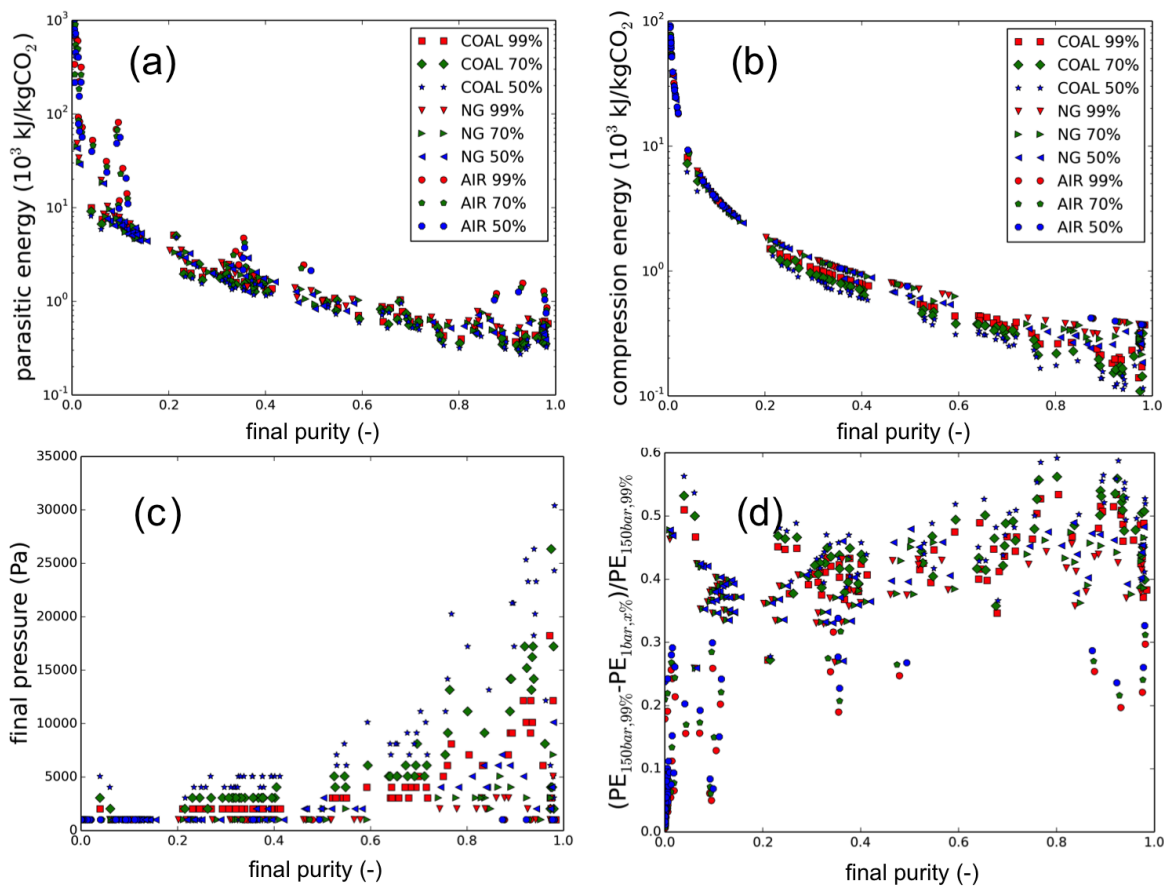 (a)
parasitic energy (10³ kJ/kgCO₂)
10³
10²
10¹
10⁰
10⁻¹
0.0 0.2 0.4 0.6 0.8 1.0
final purity (-)
COAL 99%
COAL 70%
COAL 50%
NG 99%
NG 70%
NG 50%
AIR 99%
AIR 70%
AIR 50%
(b)
compression energy (10³ kJ/kgCO₂)
10²
10¹
10⁰
10⁻¹
0.0 0.2 0.4 0.6 0.8 1.0
final purity (-)
COAL 99%
COAL 70%
COAL 50%
NG 99%
NG 70%
NG 50%
AIR 99%
AIR 70%
AIR 50%
(c)
final pressure (Pa)
35000
30000
25000
20000
15000
10000
5000
0
0.0 0.2 0.4 0.6 0.8 1.0
final purity (-)
(d)
(PE150bar,99%-PE1bar,x%)/PE150bar,99%
0.6
0.5
0.4
0.3
0.2
0.1
0.0
0.0 0.2 0.4 0.6 0.8 1.0
final purity (-)